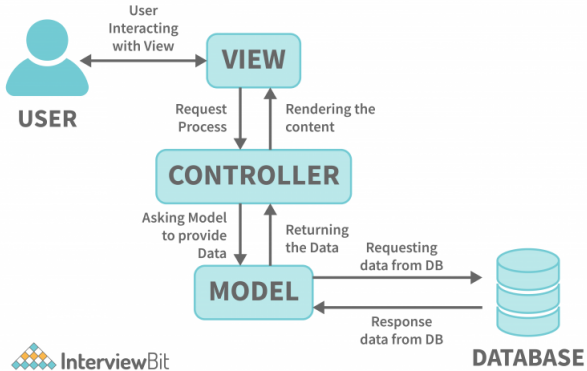 User
Interacting
with View
VIEW
USER
Request
Process
Rendering the
content
CONTROLLER
Asking Model
to provide
Data
Returning
the Data
Requesting
data from DB
MODEL
Response
data from DB
DATABASE
InterviewBit